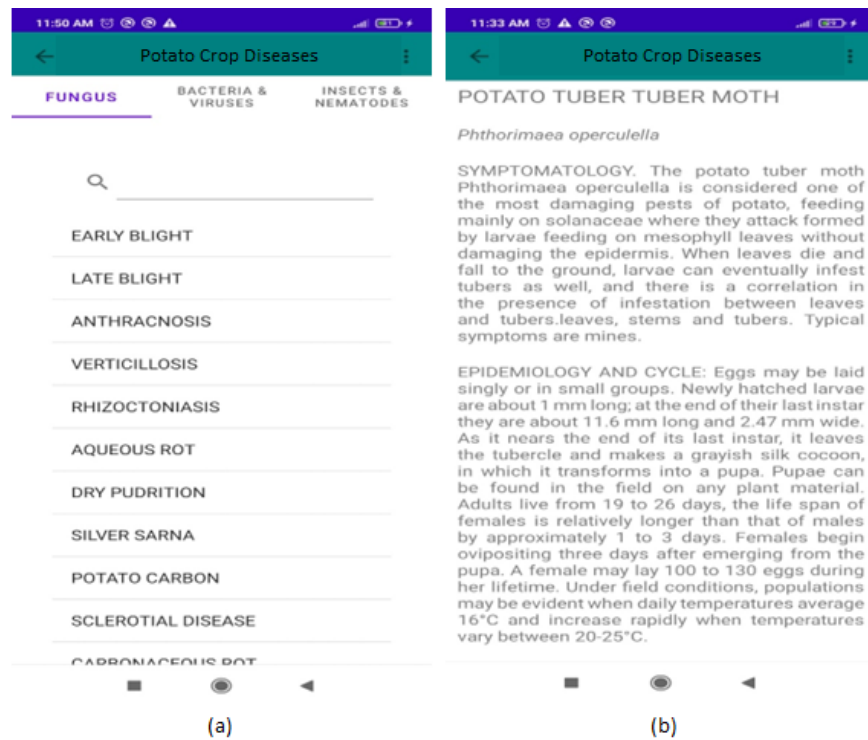 11:50 AM
Potato Crop Diseases
FUNGUS
BACTERIA &
VIRUSES
INSECTS &
NEMATODES
EARLY BLIGHT
LATE BLIGHT
ANTHRACNOSIS
VERTICILLOSIS
RHIZOCTONIASIS
AQUEOUS ROT
DRY PUDRITION
SILVER SARNA
POTATO CARBON
SCLEROTIAL DISEASE
CARBONACEOUS ROT
(a)
11:33 AM
Potato Crop Diseases
POTATO TUBER TUBER MOTH
Phthorimaea operculella
SYMPTOMATOLOGY. The potato tuber moth
Phthorimaea operculella is considered one of
the most damaging pests of potato, feeding
mainly on solanaceae where they attack formed
by larvae feeding on mesophyll leaves without
damaging the epidermis. When leaves die and
fall to the ground, larvae can eventually infest
tubers as well, and there is a correlation in
the presence of infestation between leaves
and tubers.leaves, stems and tubers. Typical
symptoms are mines.
EPIDEMIOLOGY AND CYCLE: Eggs may be laid
singly or in small groups. Newly hatched larvae
are about 1 mm long; at the end of their last instar
they are about 11.6 mm long and 2.47 mm wide.
As it nears the end of its last instar, it leaves
the tubercle and makes a grayish silk cocoon,
in which it transforms into a pupa. Pupae can
be found in the field on any plant material.
Adults live from 19 to 26 days, the life span of
females is relatively longer than that of males
by approximately 1 to 3 days. Females begin
ovipositing three days after emerging from the
pupa. A female may lay 100 to 130 eggs during
her lifetime. Under field conditions, populations
may be evident when daily temperatures average
16°C and increase rapidly when temperatures
vary between 20-25°C.
(b)